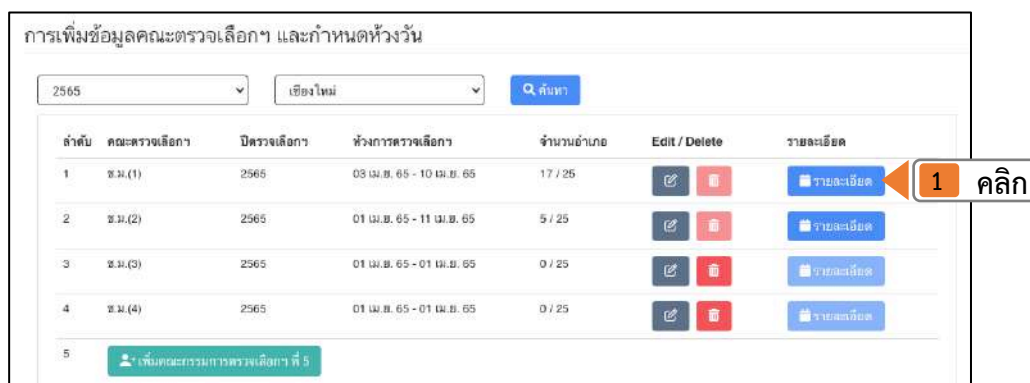 การเพิ่มข้อมูลคณะตรวจเลือกฯ และกำหนดห้วงวัน
2565 เชียงใหม่ ค้นหา
ลำดับ คณะตรวจเลือกฯ ปีตรวจเลือกฯ ห้วงการตรวจเลือกฯ จำนวนอำเภอ Edit / Delete รายละเอียด
1 ช.ม.(1) 2565 03 เม.ย. 65 - 10 เม.ย. 65 17 / 25 รายละเอียด 1 คลิก
2 ช.ม.(2) 2565 01 เม.ย. 65 - 11 เม.ย. 65 5 / 25 รายละเอียด
3 ช.ม.(3) 2565 01 เม.ย. 65 - 01 เม.ย. 65 0 / 25 รายละเอียด
4 ช.ม.(4) 2565 01 เม.ย. 65 - 01 เม.ย. 65 0 / 25 รายละเอียด
5 เพิ่มคณะกรรมการตรวจเลือกฯ ที่ 5